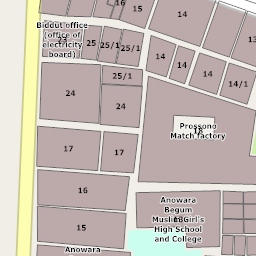 16
15
14
14
13
Biddut office
(office of
electricity
board)
23
25
25/1
25/1
14
14
14
14/1
25/1
24
24
Prossono
Match factory
17
17
16
Anowara
Begum
Muslim Girl's
High School
and College
15
Anowara